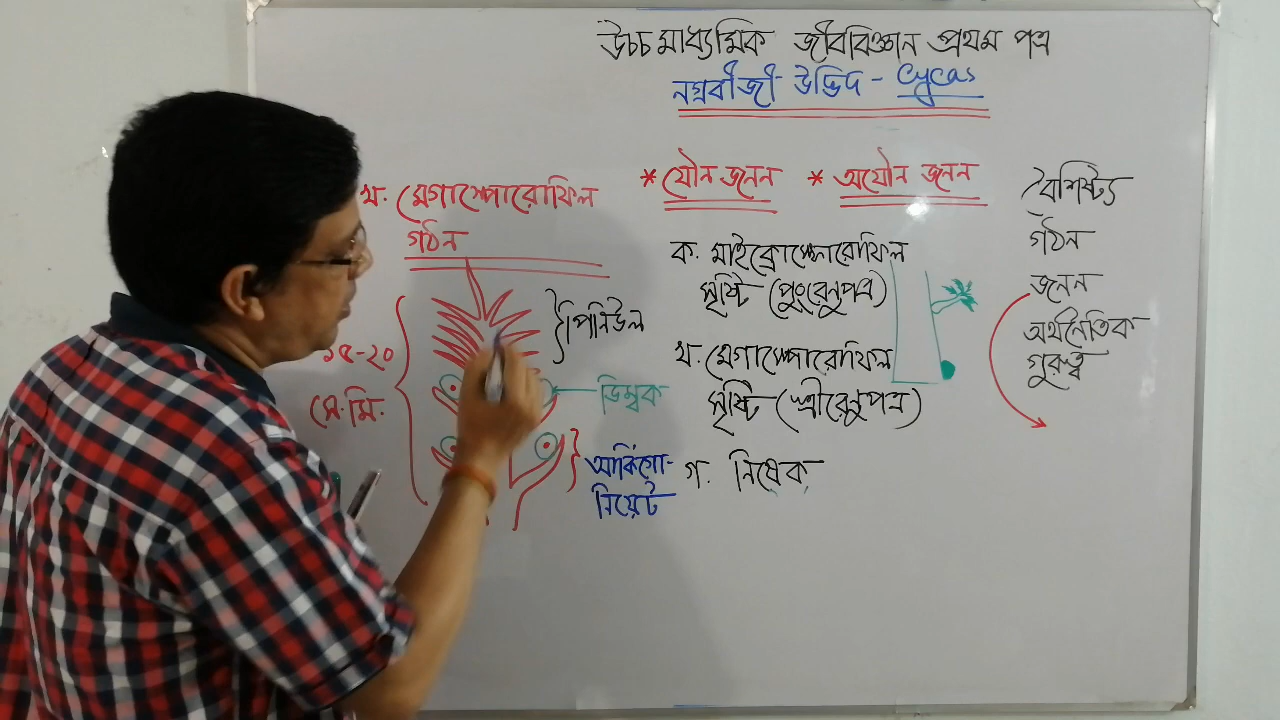 উচ্চ মাধ্যমিক জীববিজ্ঞান প্রথম পত্র
নগ্নবীজী উদ্ভিদ - Cycas
* যৌন জনন * অযৌন জনন
খ. মেগাস্পোরোফিল
গঠন
১৫-২০
সে.মি.
পিনিউল
ডিম্বক
আর্কিগো-
নিয়েট
ক. মাইক্রোস্পোরোফিল
সৃষ্টি (পুংরেনুপত্র)
খ. মেগাস্পোরোফিল
সৃষ্টি (স্ত্রীরেনুপত্র)
গ. নিষেক
বৈশিষ্ট্য
গঠন
জনন
অর্থনৈতিক
গুরুত্ব